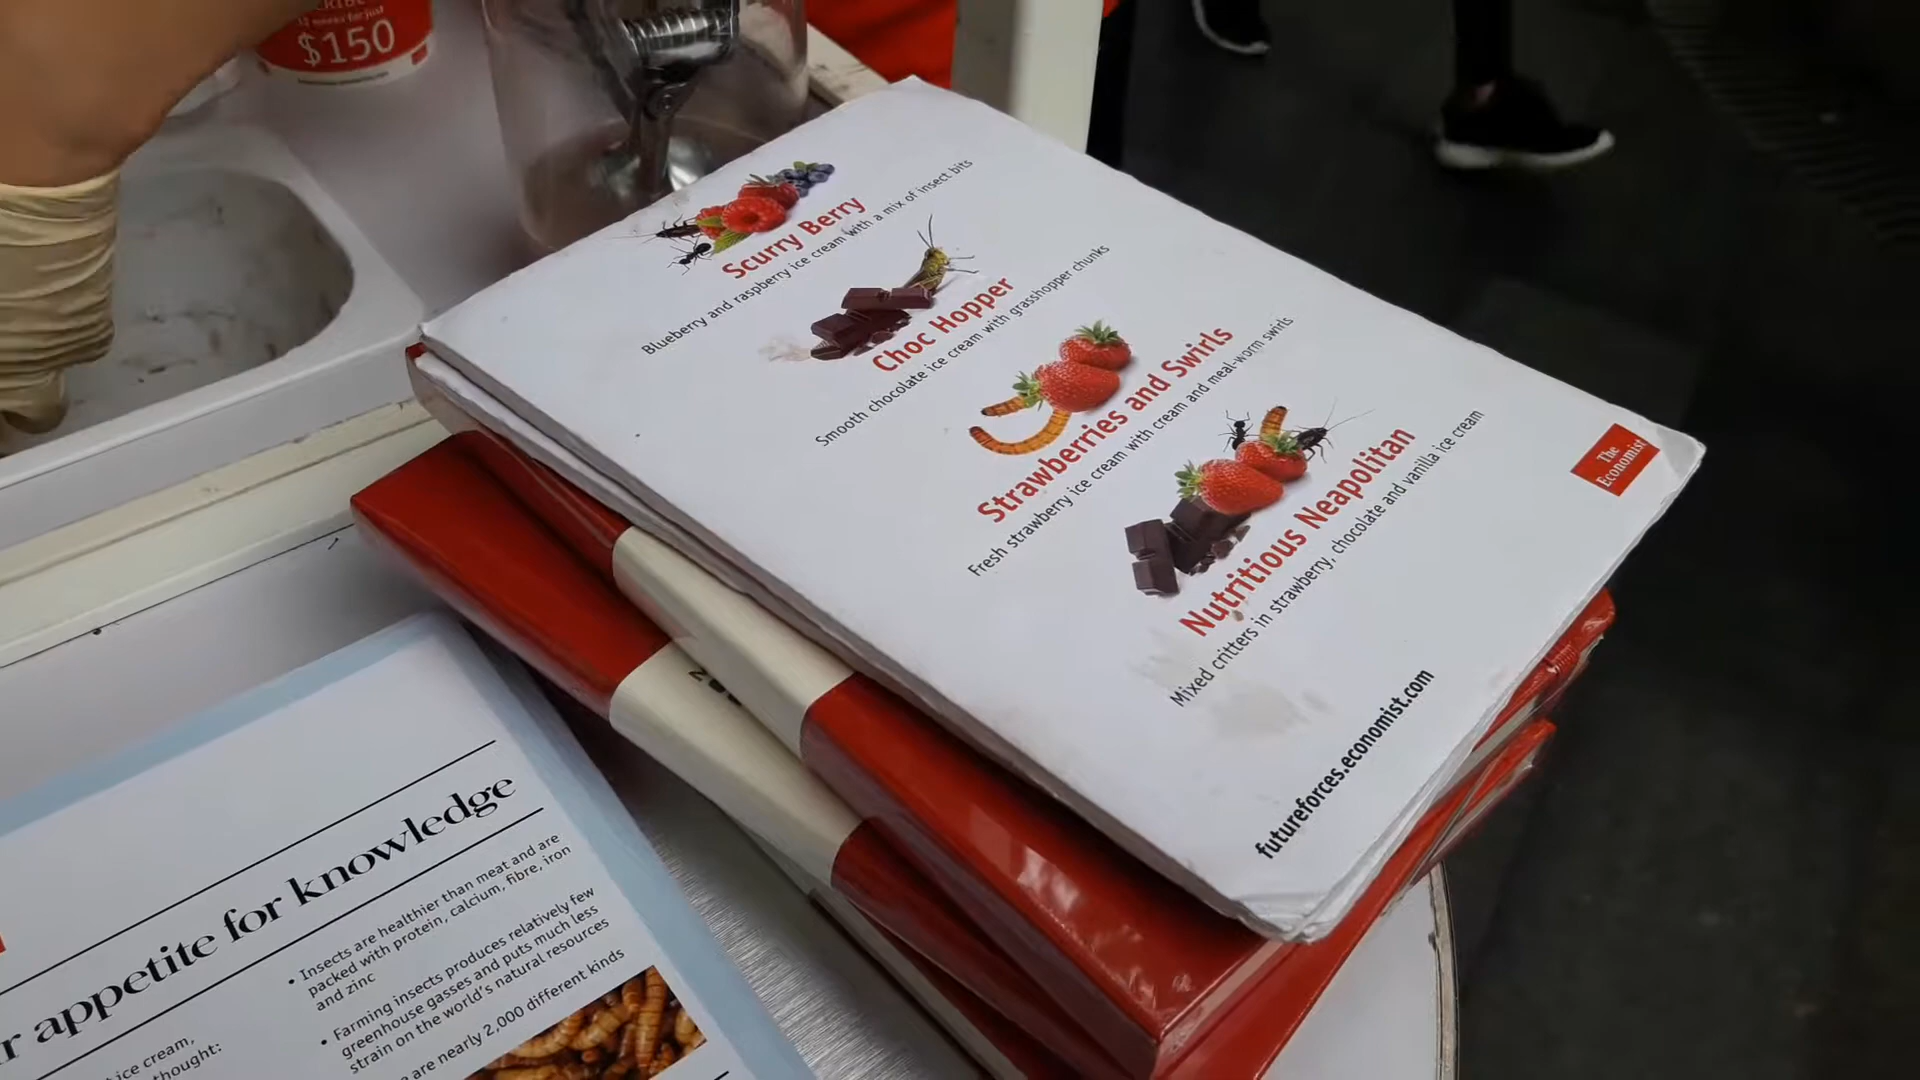 $150
Scurry Berry
Blueberry and raspberry ice cream with a mix of insect bits
Choc Hopper
Smooth chocolate ice cream with grasshopper chunks
Strawberries and Swirls
Fresh strawberry ice cream with cream and meal-worm swirls
Nutritious Neapolitan
Mixed critters in strawberry, chocolate and vanilla ice cream
The
Economist
futureforces.economist.com
appetite for knowledge
• Insects are healthier than meat and are
packed with protein, calcium, fibre, iron
and zinc
• Farming insects produces relatively few
greenhouse gasses and puts much less
strain on the world's natural resources
are nearly 2,000 different kinds
ice cream,
thought: